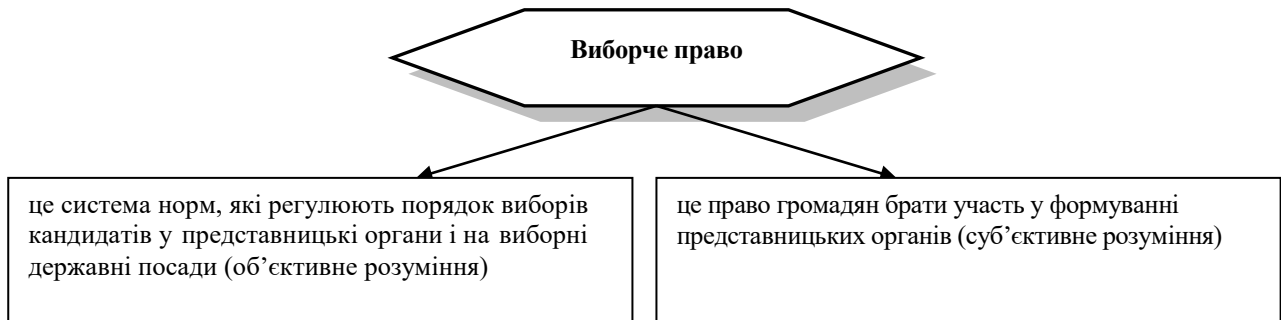 Виборче право
це система норм, які регулюють порядок виборів
кандидатів у представницькі органи і на виборні
державні посади (об’єктивне розуміння)
це право громадян брати участь у формуванні
представницьких органів (суб’єктивне розуміння)